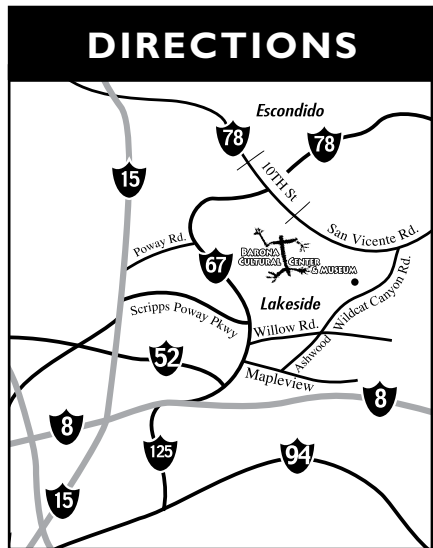 DIRECTIONS
Escondido
78
78
10TH St
15
San Vicente Rd.
Poway Rd.
BARONA
CULTURAL CENTER
& MUSEUM
67
Wildcat Canyon Rd.
Lakeside
Scripps Poway Pkwy
Willow Rd.
Ashwood
52
Mapleview
8
8
125
94
15